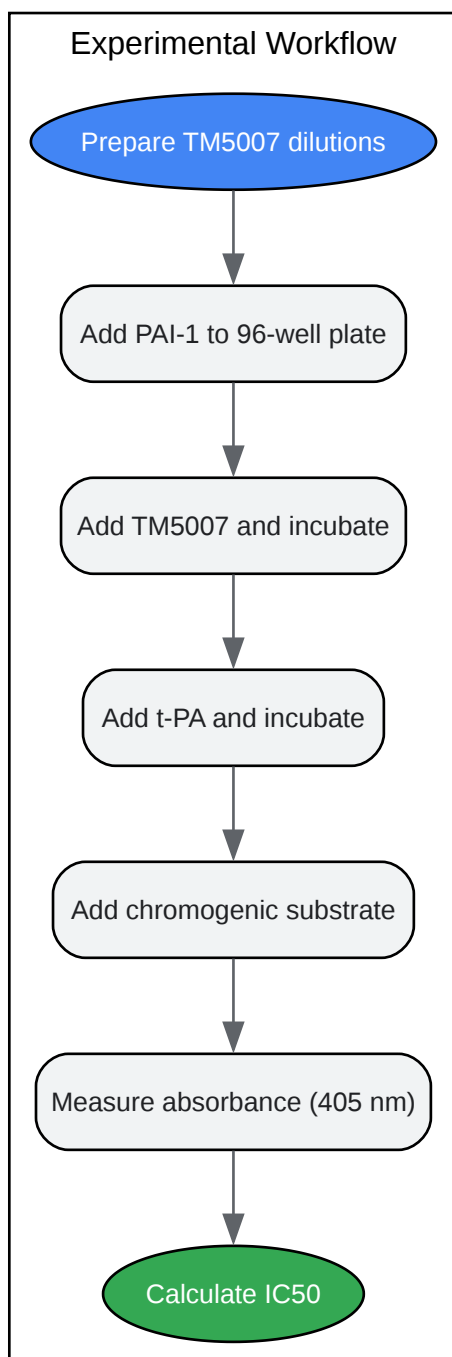 Experimental Workflow
Prepare TM5007 dilutions
Add PAI-1 to 96-well plate
Add TM5007 and incubate
Add t-PA and incubate
Add chromogenic substrate
Measure absorbance (405 nm)
Calculate IC50